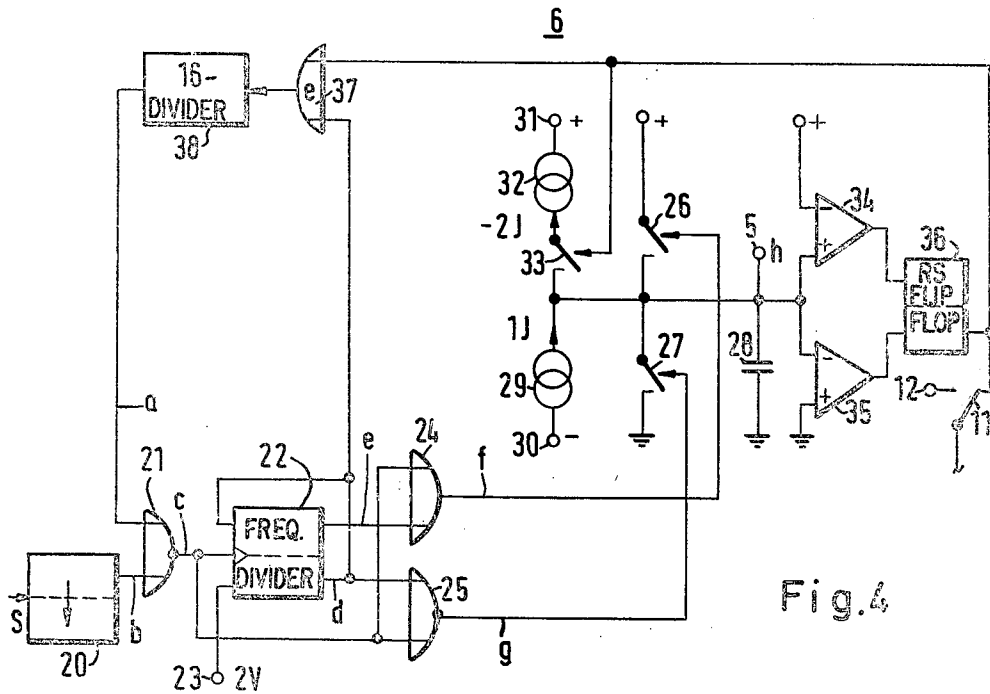 6
16-
DIVIDER
38
e
37
31
+
32
-2J
33
+
26
+
34
5
h
36
RS
FLIP
FLOP
1J
29
30
-
27
28
35
12
11
a
21
c
22
e
24
f
FREQ.
DIVIDER
d
25
g
S
b
20
23
2V
-
+
-
+
Fig.4